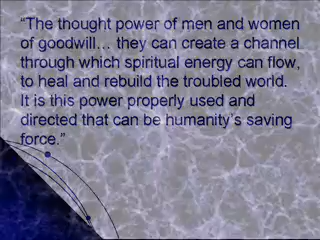 “The thought power of men and women
of goodwill… they can create a channel
through which spiritual energy can flow,
to heal and rebuild the troubled world.
It is this power properly used and
directed that can be humanity’s saving
force.”